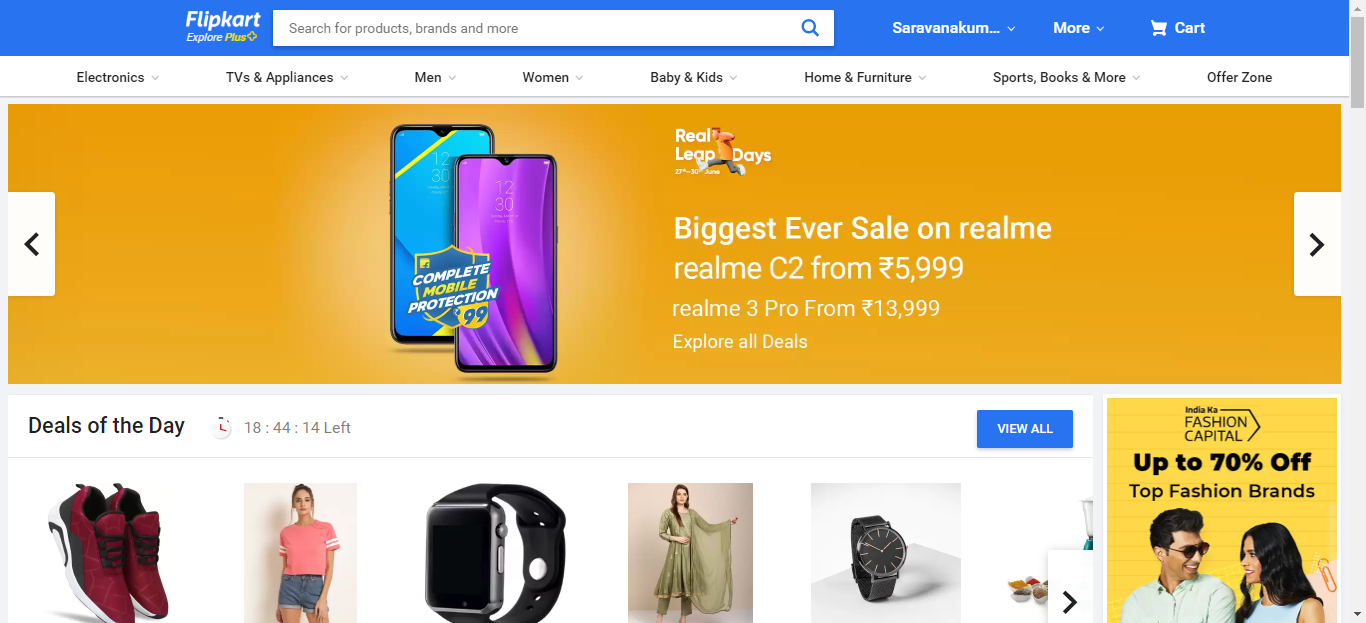 Flipkart
Explore Plus
Search for products, brands and more
Saravanakum...
More
Cart
Electronics
TVs & Appliances
Men
Women
Baby & Kids
Home & Furniture
Sports, Books & More
Offer Zone
Real
Leap Days
27th-30th June
12
30
12
30
COMPLETE
MOBILE
PROTECTION
₹99
Biggest Ever Sale on realme
realme C2 from ₹5,999
realme 3 Pro From ₹13,999
Explore all Deals
Deals of the Day
18 : 44 : 14 Left
VIEW ALL
India Ka
FASHION
CAPITAL
Up to 70% Off
Top Fashion Brands